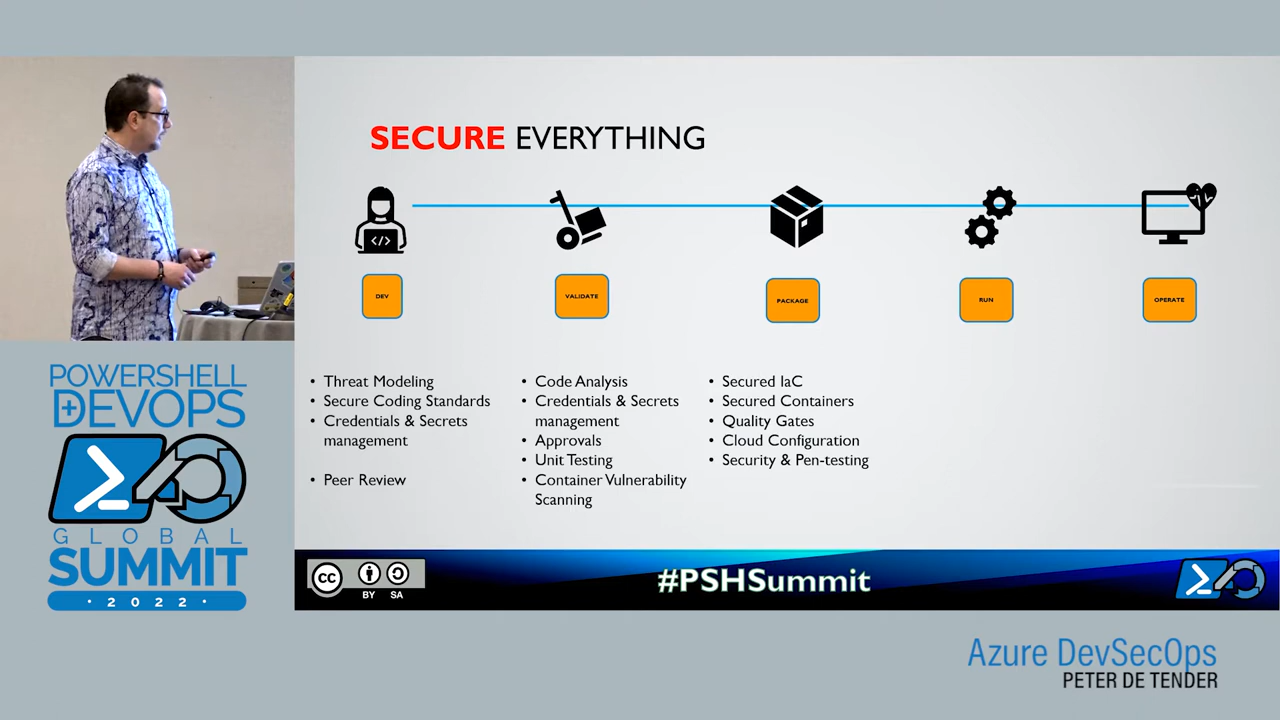 SECURE EVERYTHING
</>
DEV
VALIDATE
PACKAGE
RUN
OPERATE
• Threat Modeling
• Secure Coding Standards
• Credentials & Secrets
management
• Peer Review
• Code Analysis
• Credentials & Secrets
management
• Approvals
• Unit Testing
• Container Vulnerability
Scanning
• Secured IaC
• Secured Containers
• Quality Gates
• Cloud Configuration
• Security & Pen-testing
POWERSHELL
+DEVOPS
GLOBAL
SUMMIT
· 2022 ·
CC
BY SA
#PSHSummit
Azure DevSecOps
PETER DE TENDER